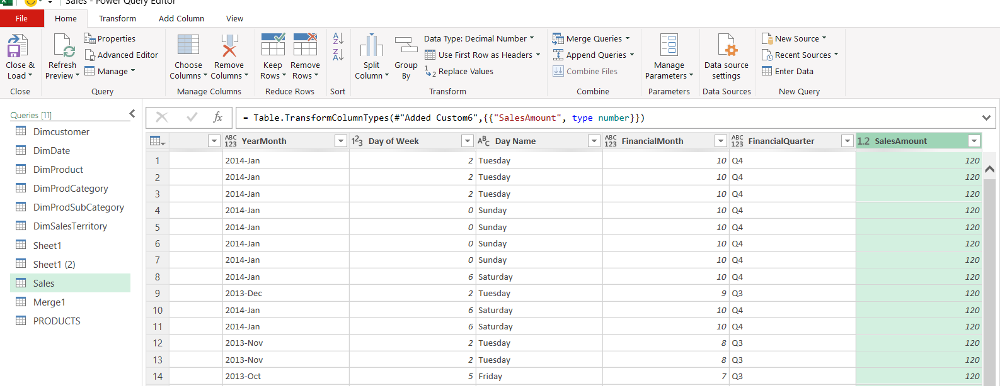 Sales - Power Query Editor
File Home Transform Add Column View
Close & Load
Close
Refresh Preview
Properties
Advanced Editor
Manage
Query
Choose Columns
Remove Columns
Manage Columns
Keep Rows
Remove Rows
Reduce Rows
Sort
Split Column
Group By
Data Type: Decimal Number
Use First Row as Headers
Replace Values
Transform
Merge Queries
Append Queries
Combine Files
Combine
Manage Parameters
Parameters
Data source settings
Data Sources
New Source
Recent Sources
Enter Data
New Query
Queries [11]
Dimcustomer
DimDate
DimProduct
DimProdCategory
DimProdSubCategory
DimSalesTerritory
Sheet1
Sheet1 (2)
Sales
Merge1
PRODUCTS
fx = Table.TransformColumnTypes(#"Added Custom6",{{"SalesAmount", type number}})
ABC 123 YearMonth 123 Day of Week ABC Day Name ABC 123 FinancialMonth ABC 123 FinancialQuarter 1.2 SalesAmount
1 2014-Jan 2 Tuesday 10 Q4 120
2 2014-Jan 2 Tuesday 10 Q4 120
3 2014-Jan 2 Tuesday 10 Q4 120
4 2014-Jan 0 Sunday 10 Q4 120
5 2014-Jan 0 Sunday 10 Q4 120
6 2014-Jan 0 Sunday 10 Q4 120
7 2014-Jan 0 Sunday 10 Q4 120
8 2014-Jan 6 Saturday 10 Q4 120
9 2013-Dec 2 Tuesday 9 Q3 120
10 2014-Jan 6 Saturday 10 Q4 120
11 2014-Jan 6 Saturday 10 Q4 120
12 2013-Nov 2 Tuesday 8 Q3 120
13 2013-Nov 2 Tuesday 8 Q3 120
14 2013-Oct 5 Friday 7 Q3 120